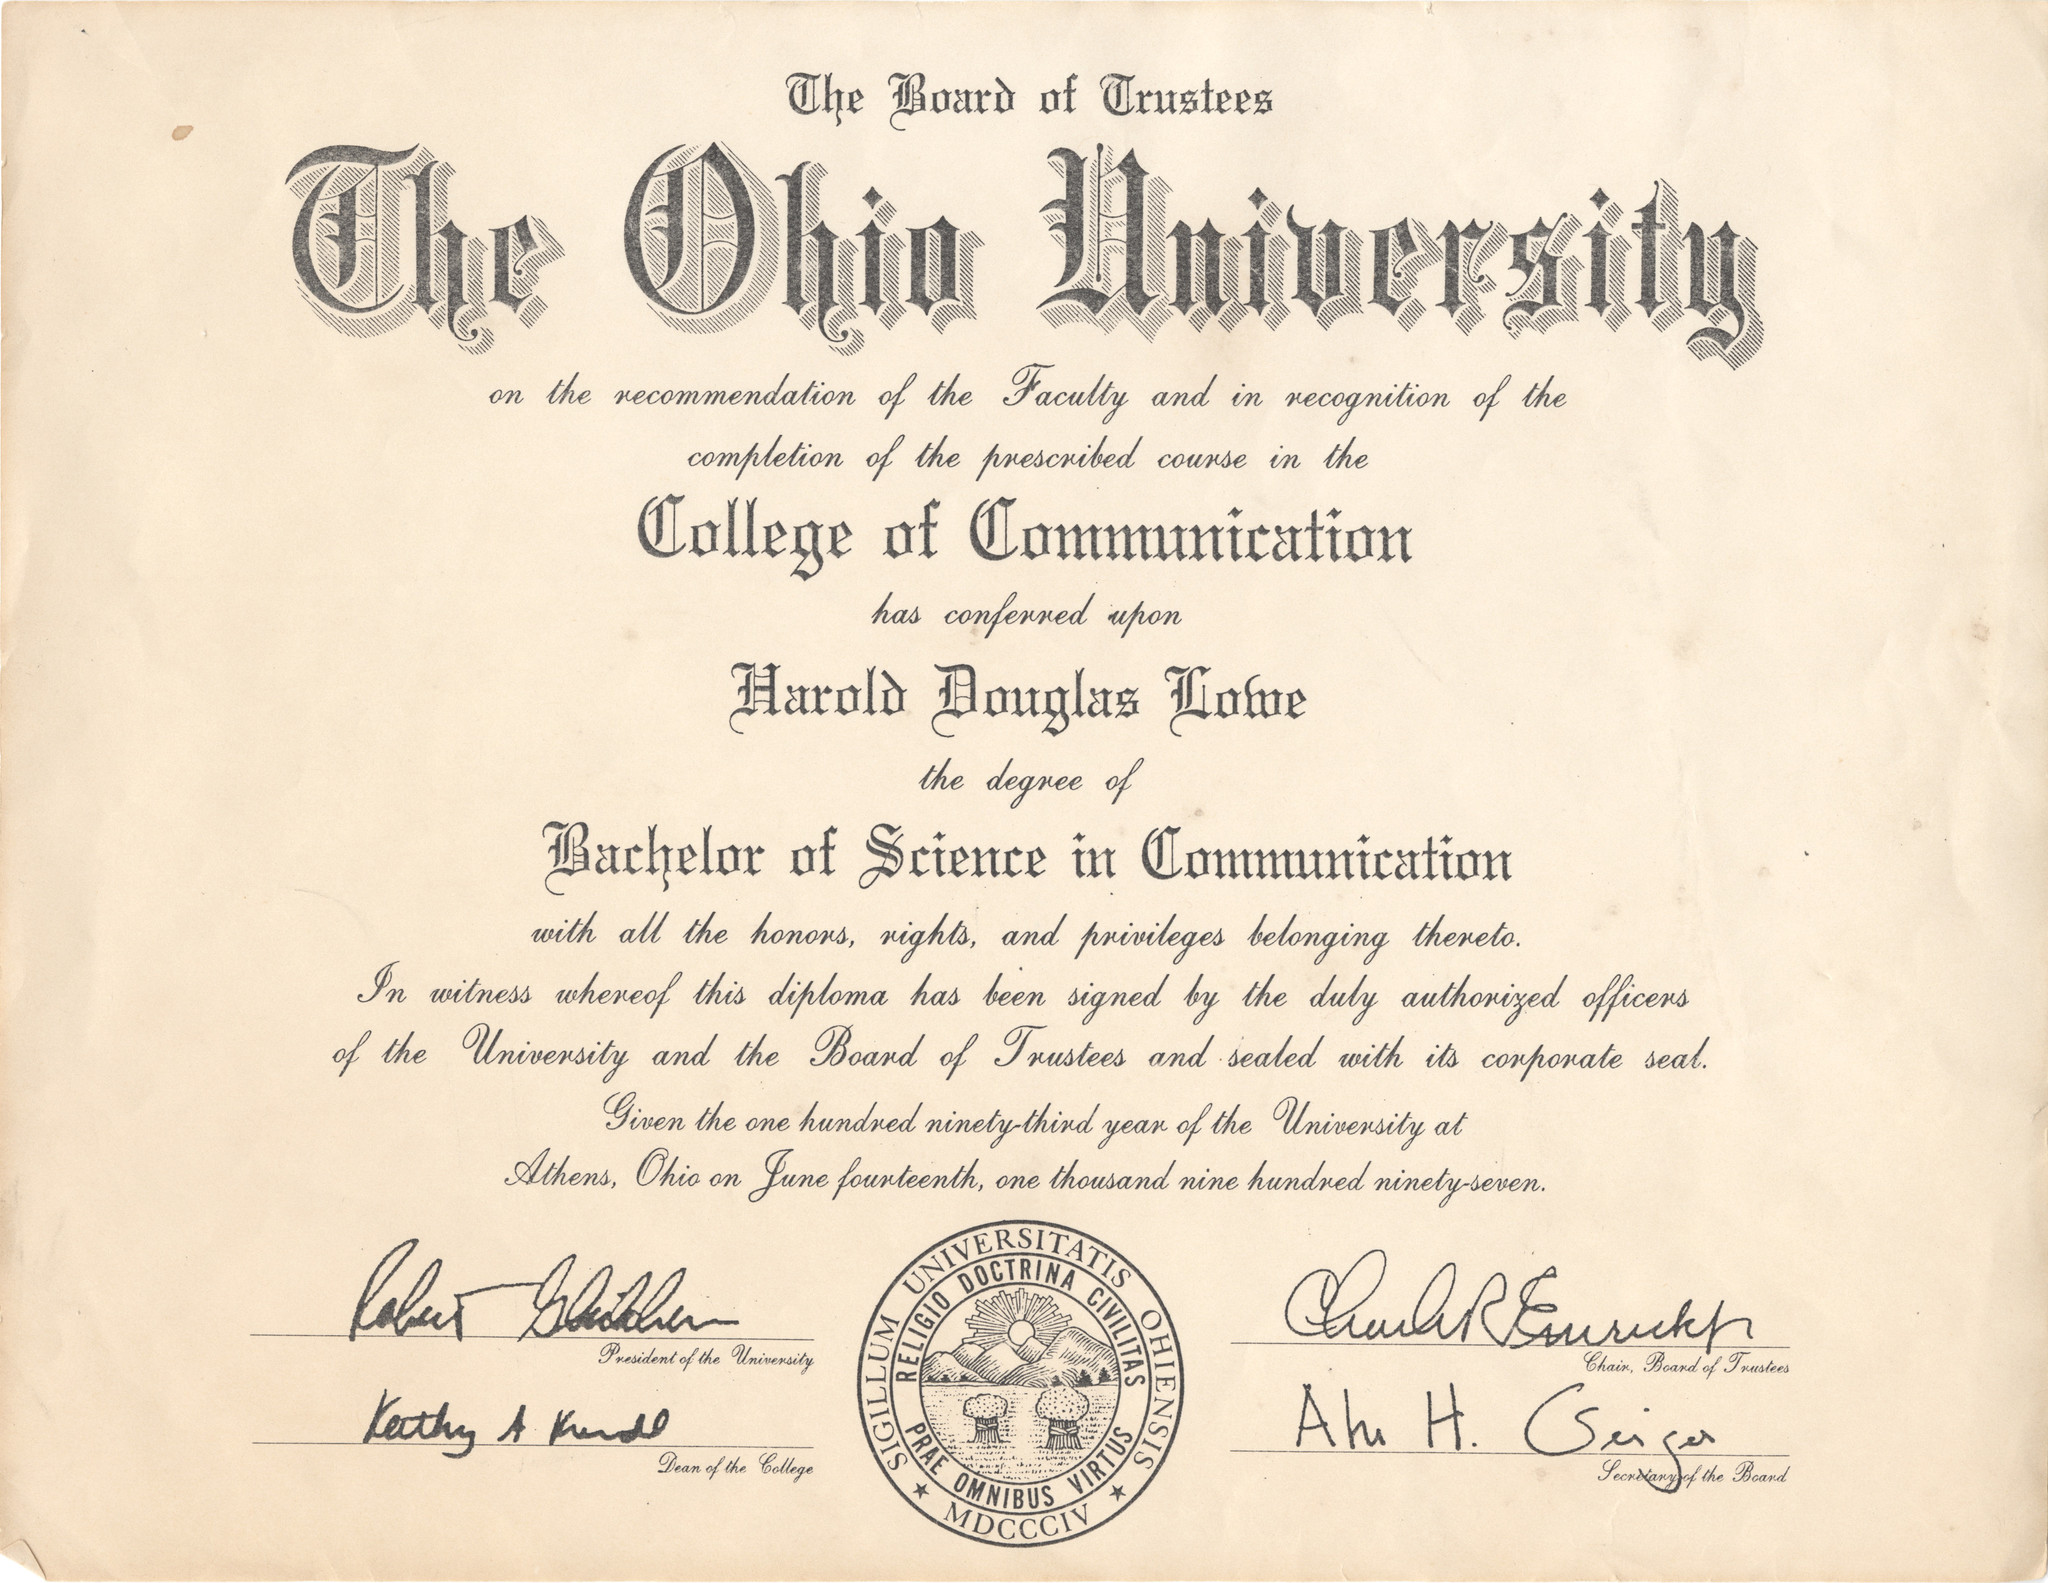 The Board of Trustees
The Ohio University
on the recommendation of the Faculty and in recognition of the
completion of the prescribed course in the
College of Communication
has conferred upon
Harold Douglas Lowe
the degree of
Bachelor of Science in Communication
with all the honors, rights, and privileges belonging thereto.
In witness whereof this diploma has been signed by the duly authorized officers
of the University and the Board of Trustees and sealed with its corporate seal.
Given the one hundred ninety-third year of the University at
Athens, Ohio on June fourteenth, one thousand nine hundred ninety-seven.
Robert
President of the University
Kathy A
Dean of the College
SIGILLUM UNIVERSITATIS OHIENSIS
RELIGIO DOCTRINA CIVILITAS
PRAE OMNIBUS VIRTUS
MDCCCIV
Charles R Emrick Jr
Chair, Board of Trustees
H. Geiger
Secretary of the Board